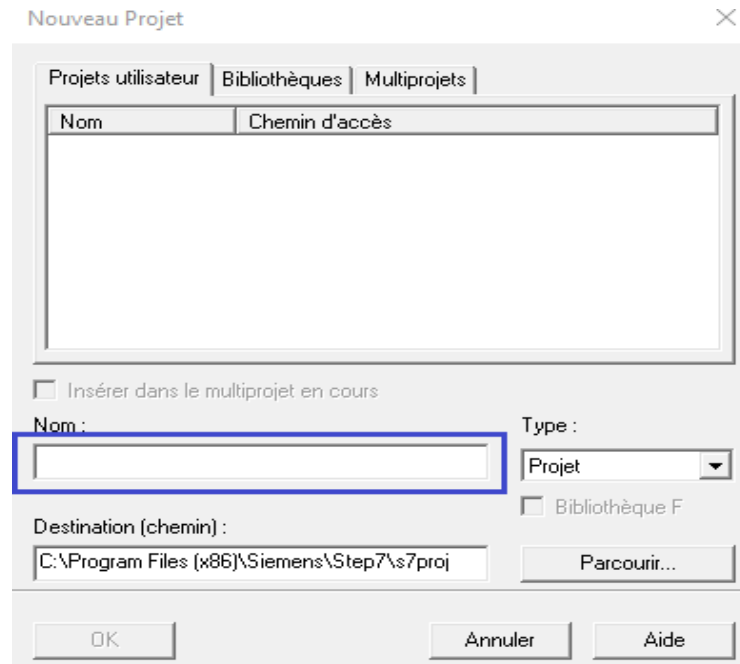 Nouveau Projet
Projets utilisateur Bibliothèques Multiprojets
Nom Chemin d'accès
Insérer dans le multiprojet en cours
Nom : Type :
Projet
Bibliothèque F
Destination (chemin) :
C:\Program Files (x86)\Siemens\Step7\s7proj Parcourir...
OK Annuler Aide